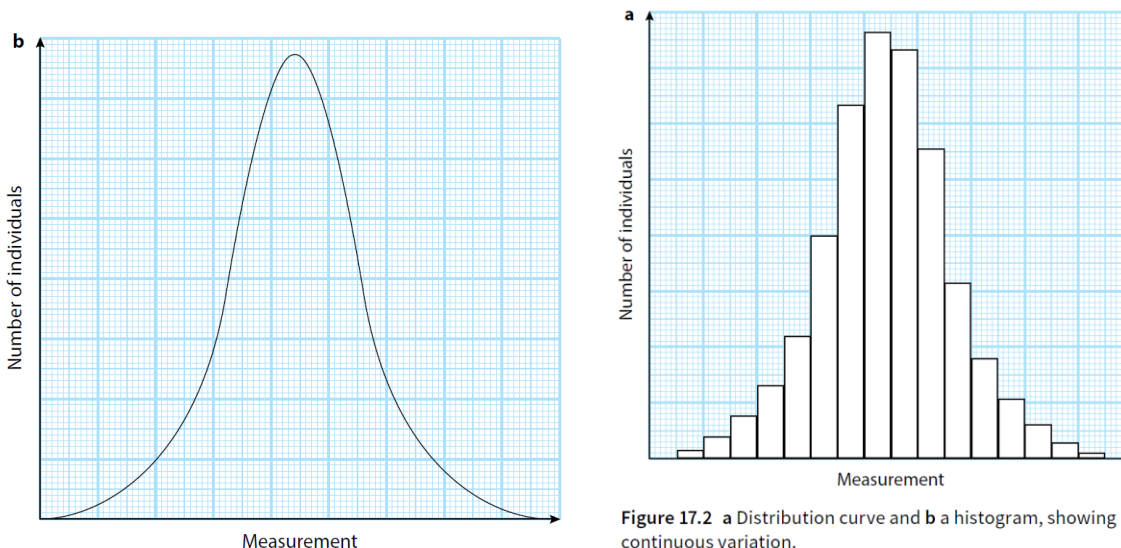 b
Number of individuals
Measurement
a
Number of individuals
Measurement
Figure 17.2 a Distribution curve and b a histogram, showing
continuous variation.